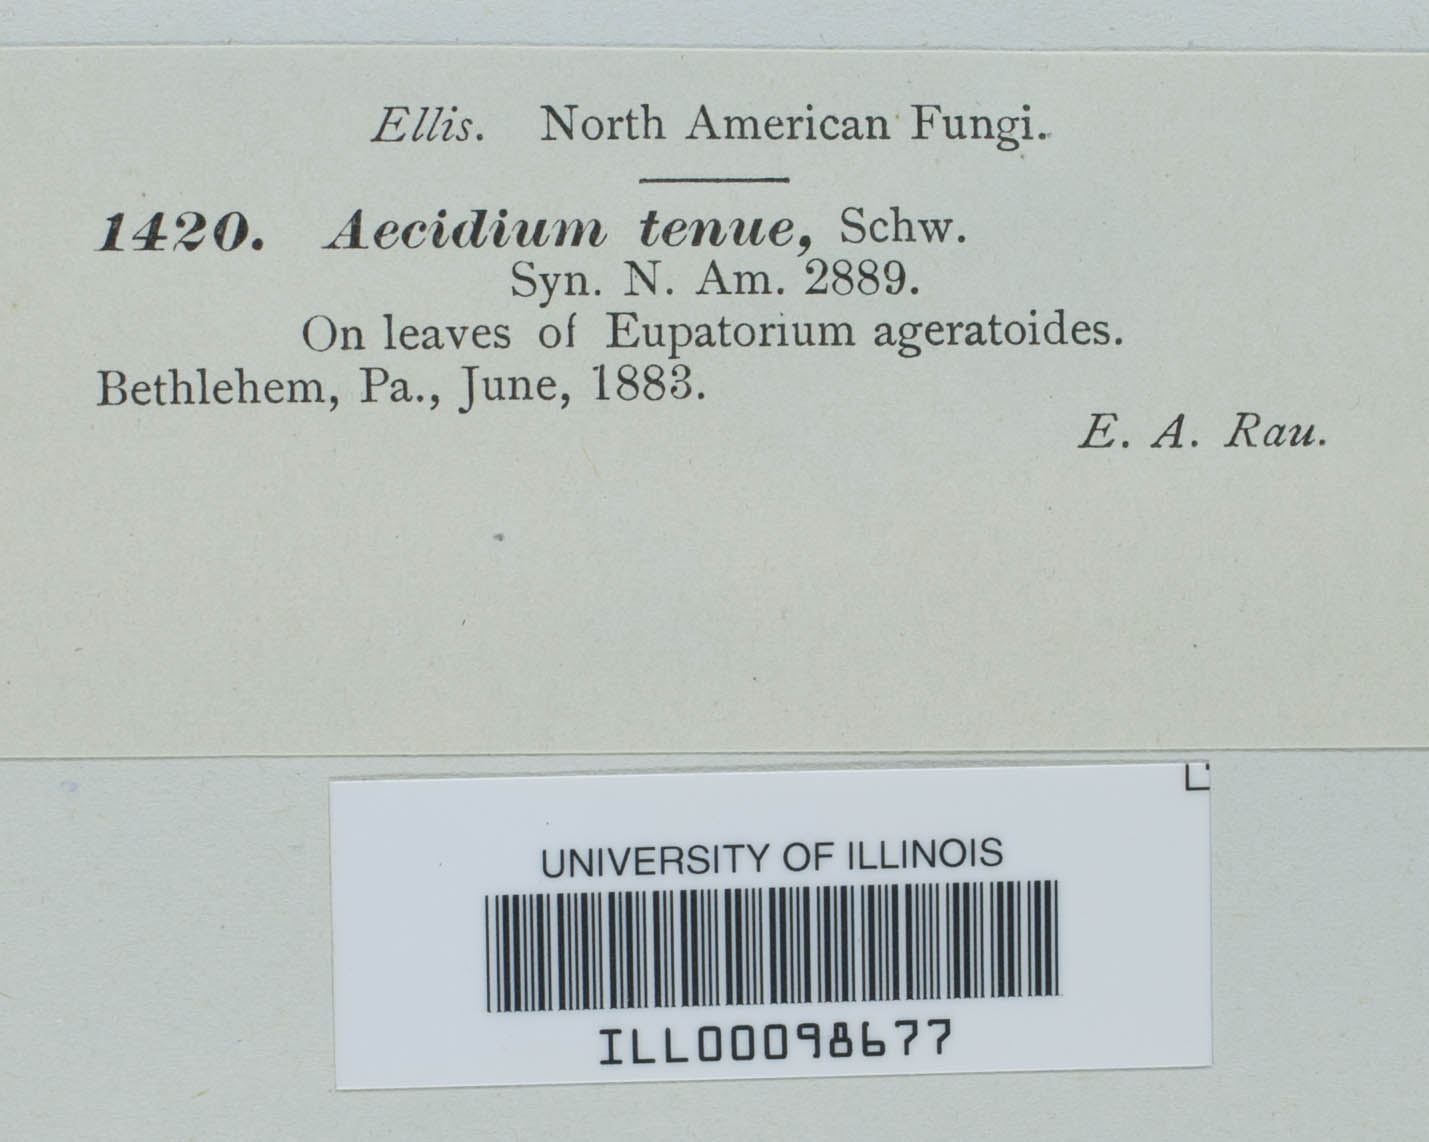 Ellis. North American Fungi.
1420. Aecidium tenue, Schw.
Syn. N. Am. 2889.
On leaves of Eupatorium ageratoides.
Bethlehem, Pa., June, 1883.
E. A. Rau.
UNIVERSITY OF ILLINOIS
ILL00098677